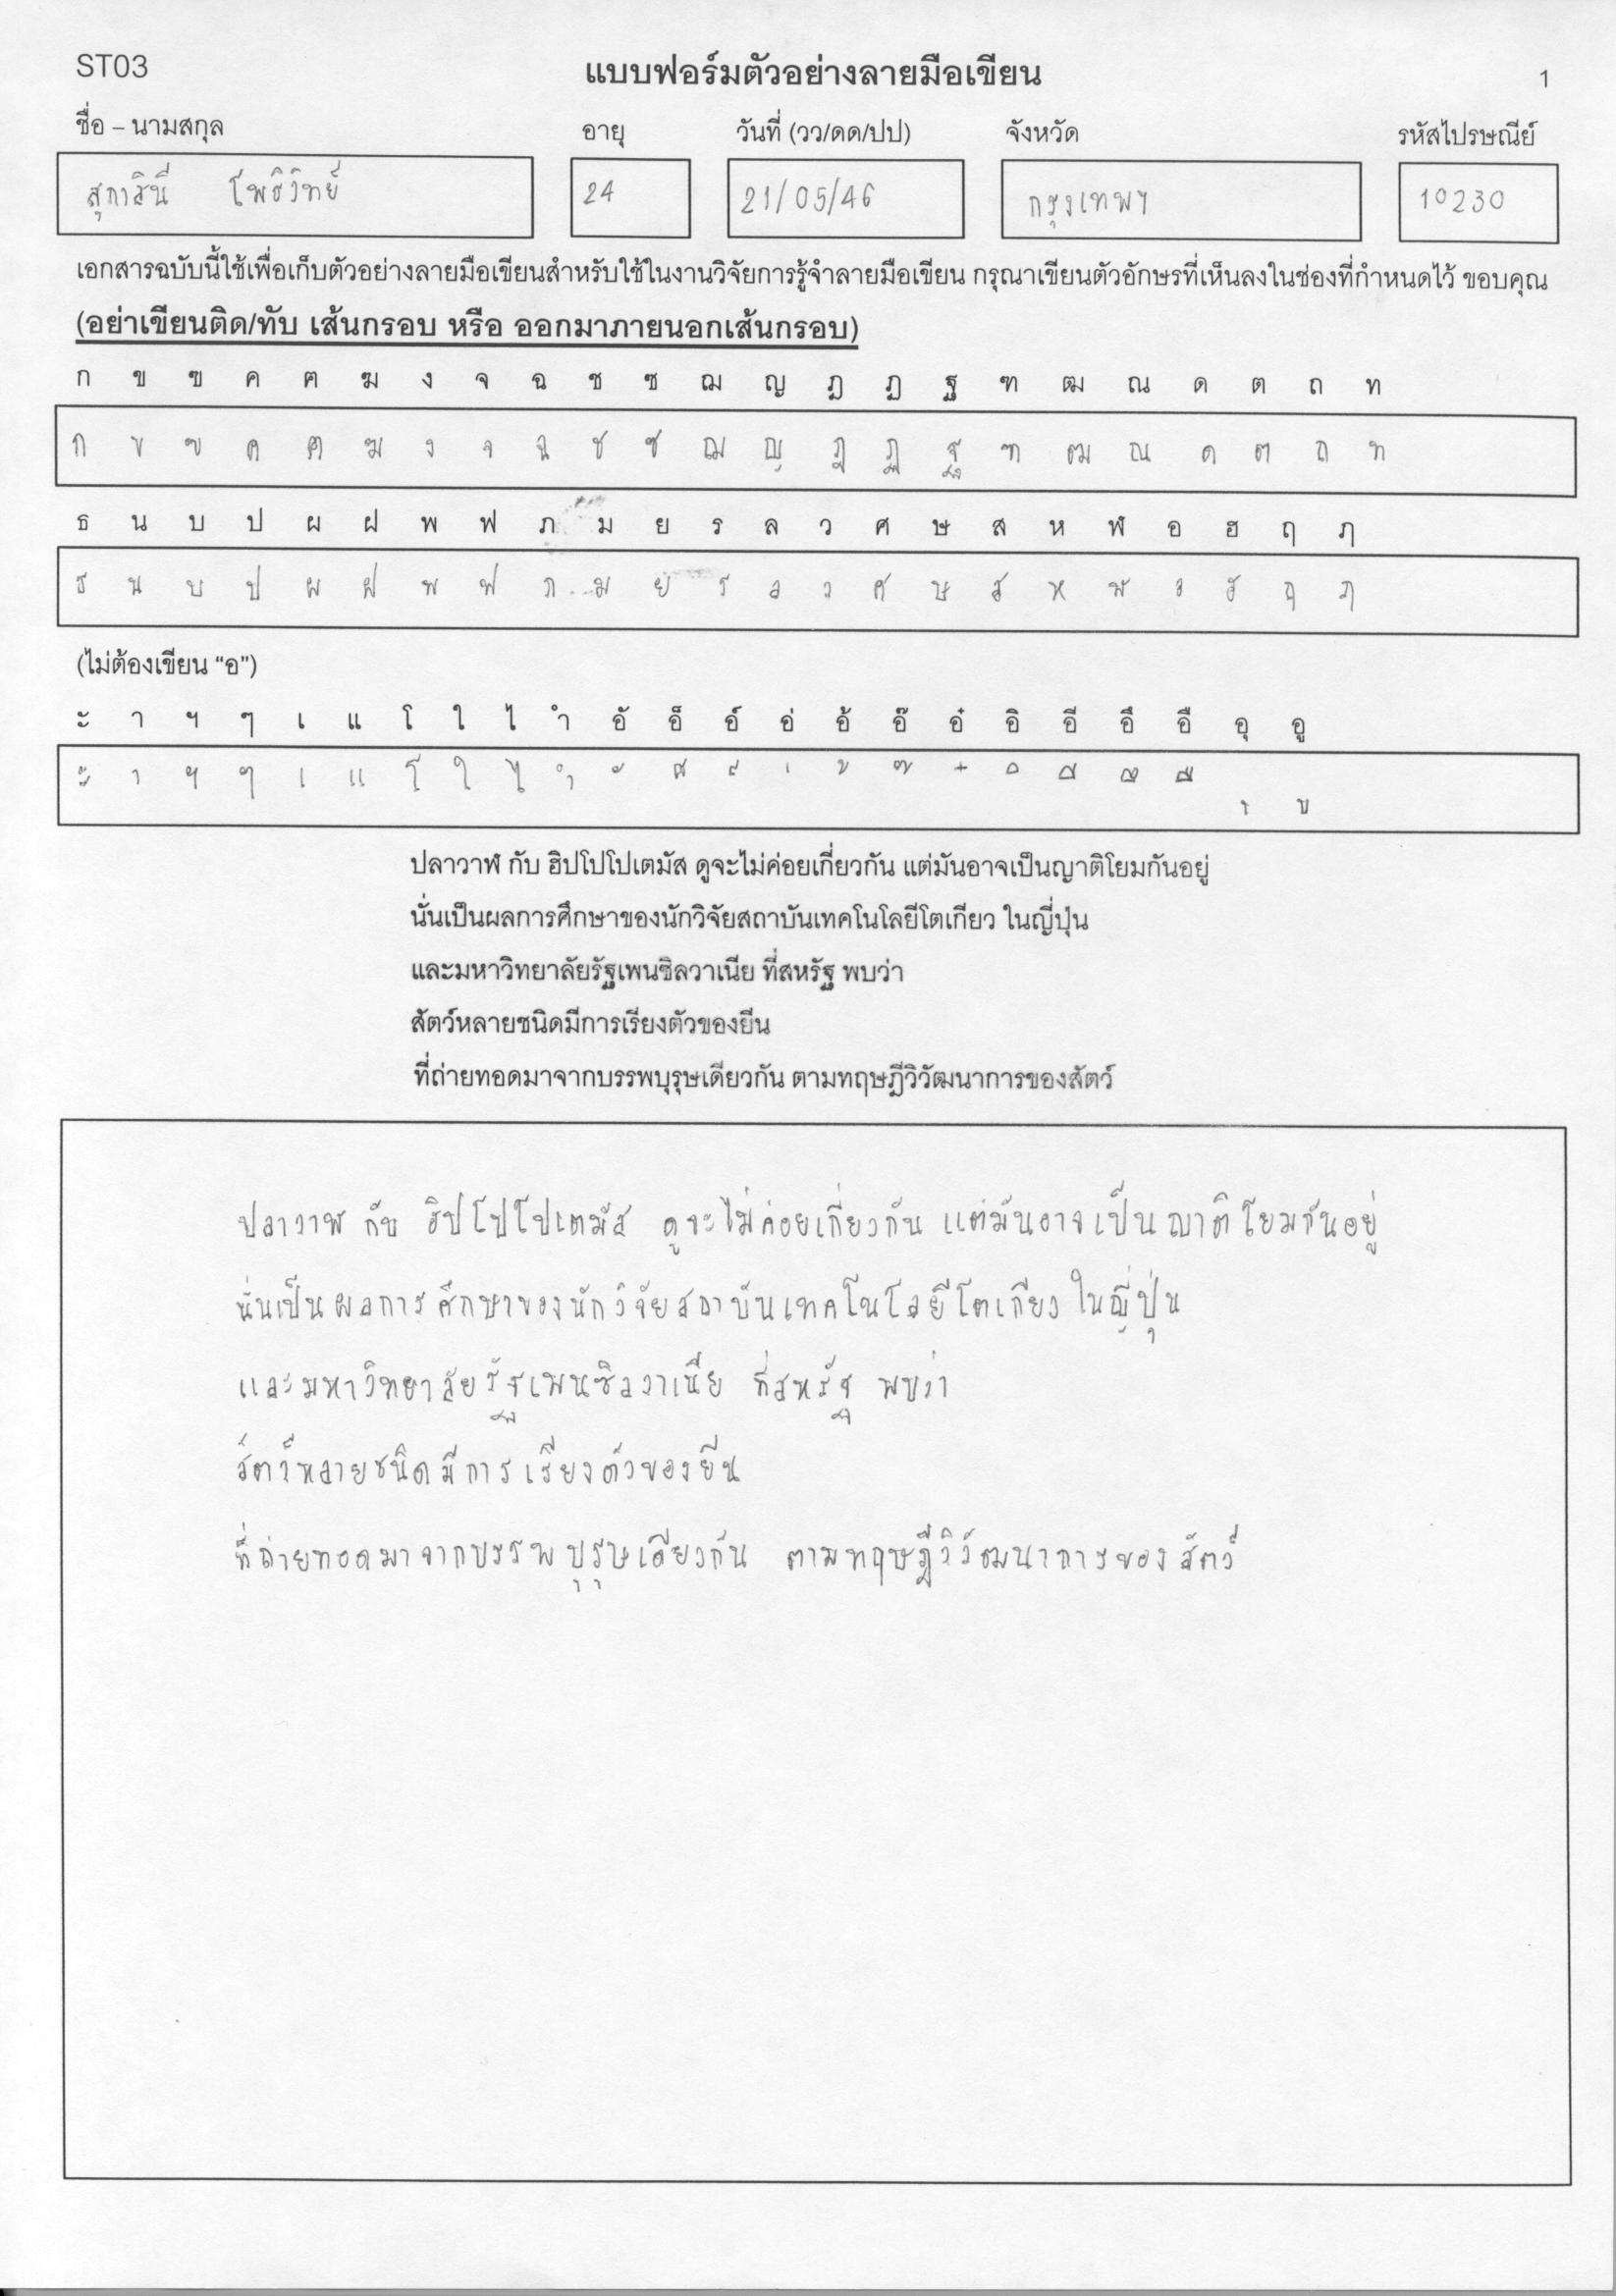 ST03 แบบฟอร์มตัวอย่างลายมือเขียน 1
ชื่อ – นามสกุล อายุ วันที่ (วว/ดด/ปป) จังหวัด รหัสไปรษณีย์
สุภาสินี โพธิวิทย์ 24 21/05/46 กรุงเทพฯ 10230
เอกสารฉบับนี้ใช้เพื่อเก็บตัวอย่างลายมือเขียนสำหรับใช้ในงานวิจัยการรู้จำลายมือเขียน กรุณาเขียนตัวอักษรที่เห็นลงในช่องที่กำหนดไว้ ขอบคุณ
(อย่าเขียนติด/ทับ เส้นกรอบ หรือ ออกมาภายนอกเส้นกรอบ)
ก ข ฃ ค ฅ ฆ ง จ ฉ ช ซ ฌ ญ ฎ ฏ ฐ ฑ ฒ ณ ด ต ถ ท
ก ข ฃ ค ฅ ฆ ง จ ฉ ช ซ ฌ ญ ฎ ฏ ฐ ฑ ฒ ณ ด ต ถ ท
ธ น บ ป ผ ฝ พ ฟ ภ ม ย ร ล ว ศ ษ ส ห ฬ อ ฮ ฤ ฦ
ธ น บ ป ผ ฝ พ ฟ ภ ม ย ร ล ว ศ ษ ส ห ฬ อ ฮ ฤ ฦ
(ไม่ต้องเขียน “อ”)
ะ า ฯ ๆ เ แ โ ใ ไ ำ อั อ็ อ์ อ่ อ้ อ๊ อ๋ อิ อี อึ อื อุ อู
ะ า ฯ ๆ เ แ โ ใ ไ ำ ั ็ ์ ่ ้ ๊ ๋ ิ ี ึ ื ุ ู
ปลาวาฬ กับ ฮิปโปโปเตมัส ดูจะไม่ค่อยเกี่ยวกัน แต่มันอาจเป็นญาติโยมกันอยู่
นั่นเป็นผลการศึกษาของนักวิจัยสถาบันเทคโนโลยีโตเกียว ในญี่ปุ่น
และมหาวิทยาลัยรัฐเพนซิลวาเนีย ที่สหรัฐ พบว่า
สัตว์หลายชนิดมีการเรียงตัวของยีน
ที่ถ่ายทอดมาจากบรรพบุรุษเดียวกัน ตามทฤษฎีวิวัฒนาการของสัตว์
ปลาวาฬ กับ ฮิปโปโปเตมัส ดูจะไม่ค่อยเกี่ยวกัน แต่มันอาจเป็นญาติโยมกันอยู่
นั่นเป็นผลการศึกษาของนักวิจัยสถาบันเทคโนโลยีโตเกียว ในญี่ปุ่น
และมหาวิทยาลัยรัฐเพนซิลวาเนีย ที่สหรัฐ พบว่า
สัตว์หลายชนิดมีการเรียงตัวของยีน
ที่ถ่ายทอดมาจากบรรพบุรุษเดียวกัน ตามทฤษฎีวิวัฒนาการของสัตว์